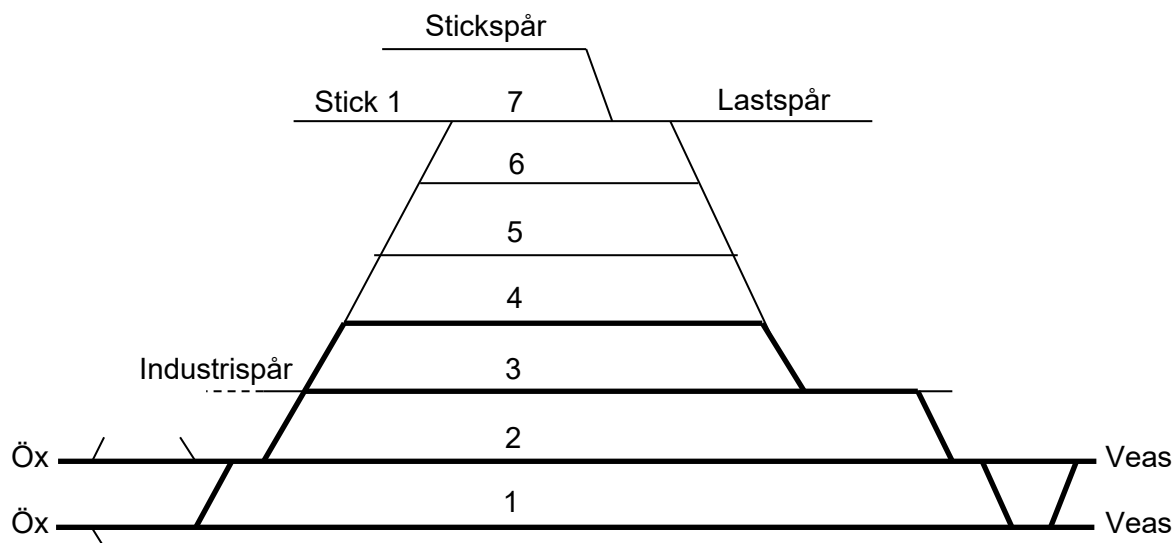 Stickspår
Stick 1 7 Lastspår
6
5
4
Industrispår 3
Öx 2 Veas
Öx 1 Veas